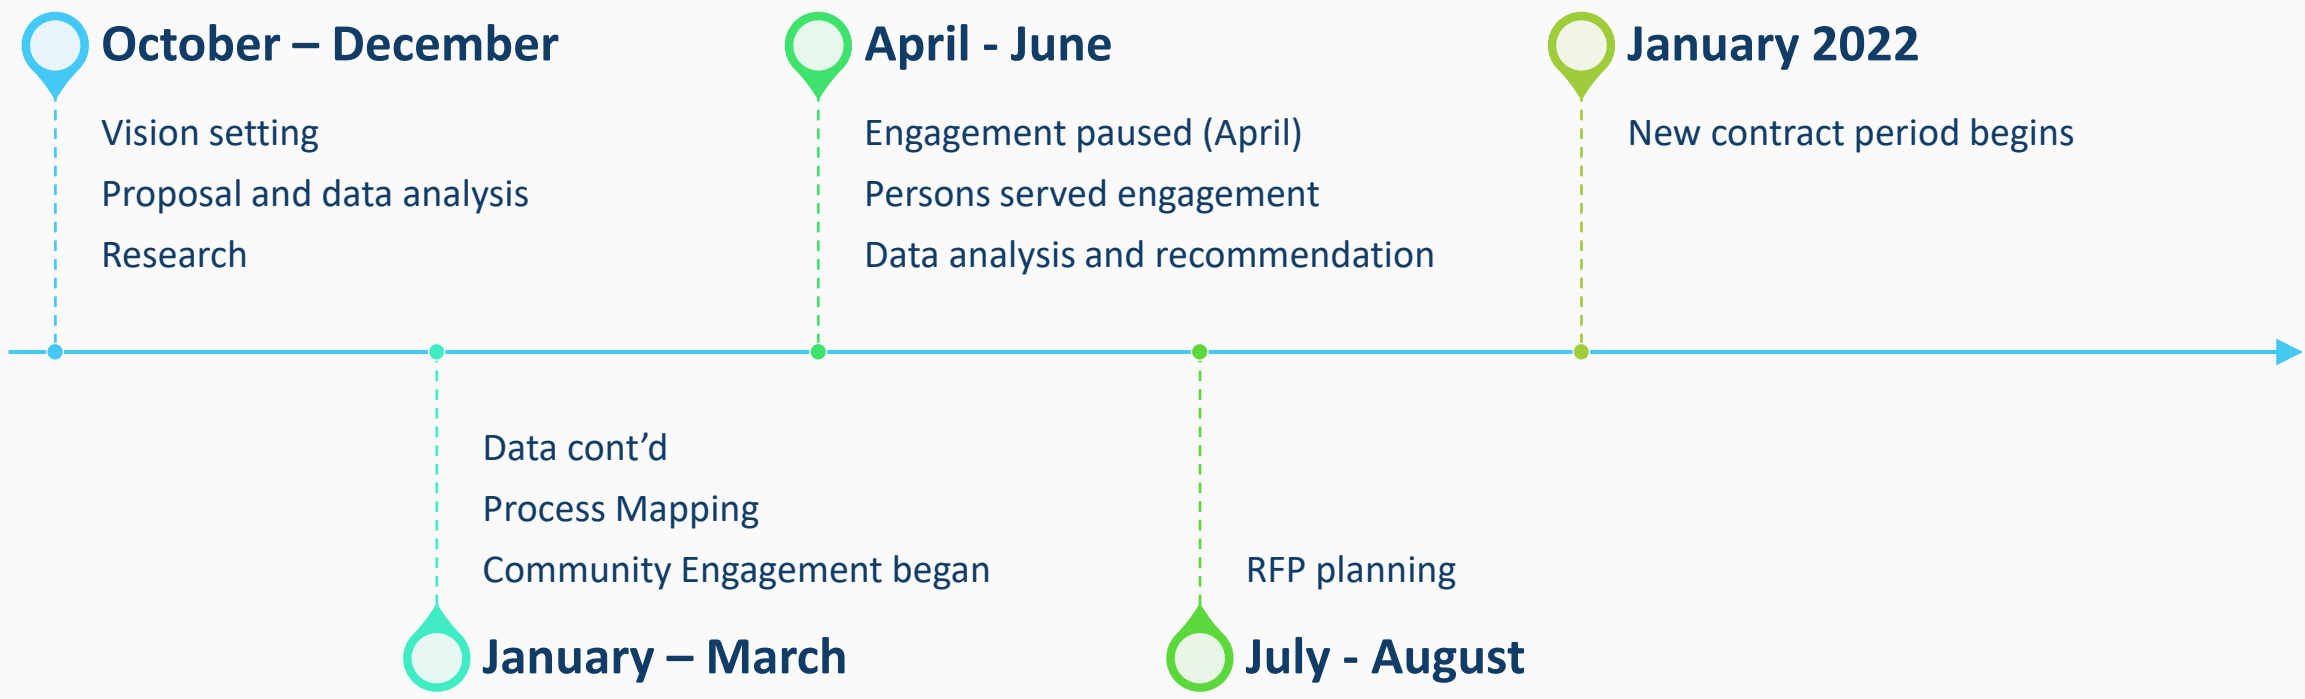 October – December
Vision setting
Proposal and data analysis
Research
April - June
Engagement paused (April)
Persons served engagement
Data analysis and recommendation
January 2022
New contract period begins
Data cont’d
Process Mapping
Community Engagement began
January – March
RFP planning
July - August